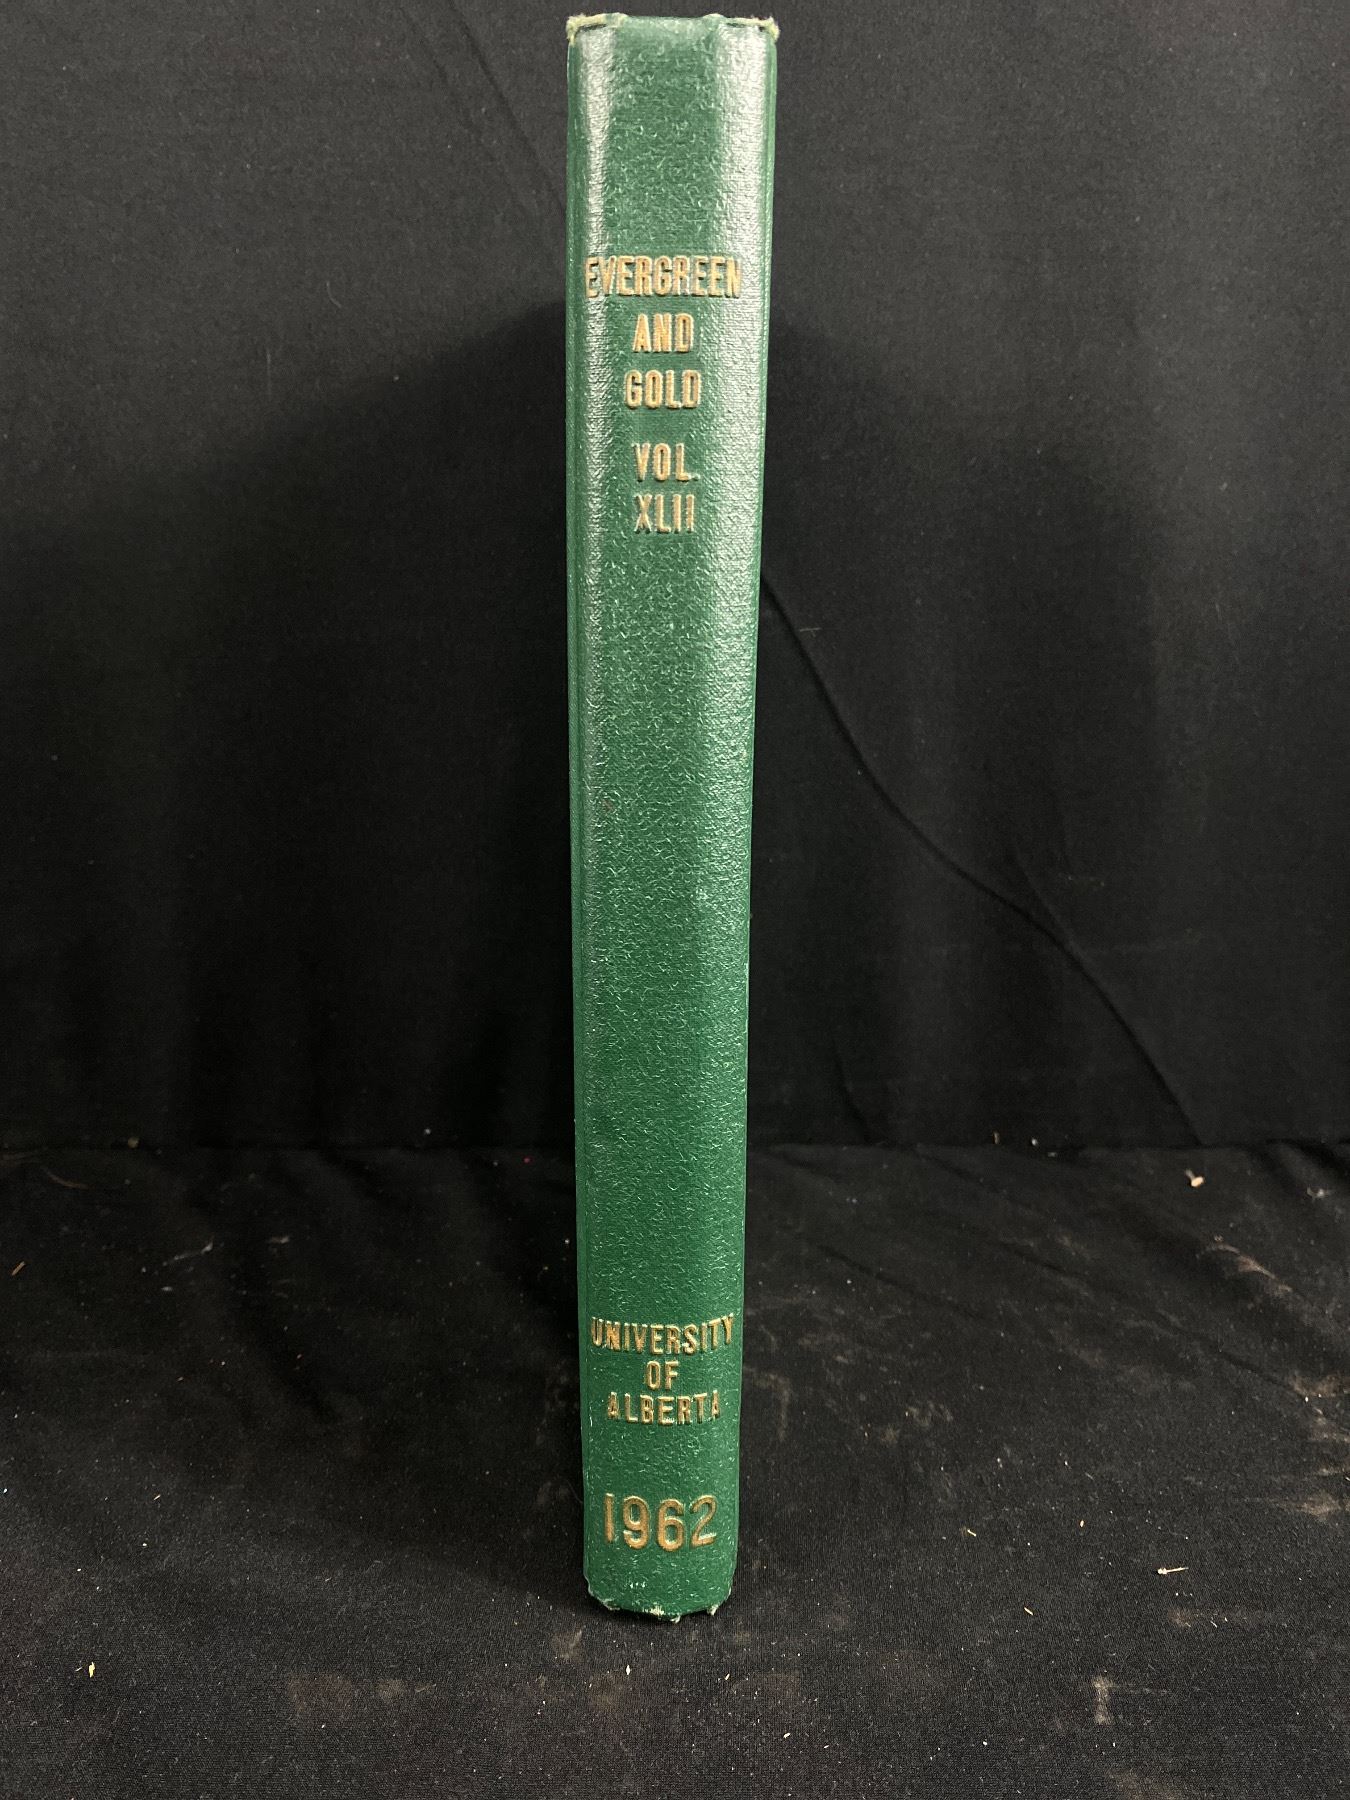 EVERGREEN
AND
GOLD
VOL.
XLII
UNIVERSITY
OF
ALBERTA
1962